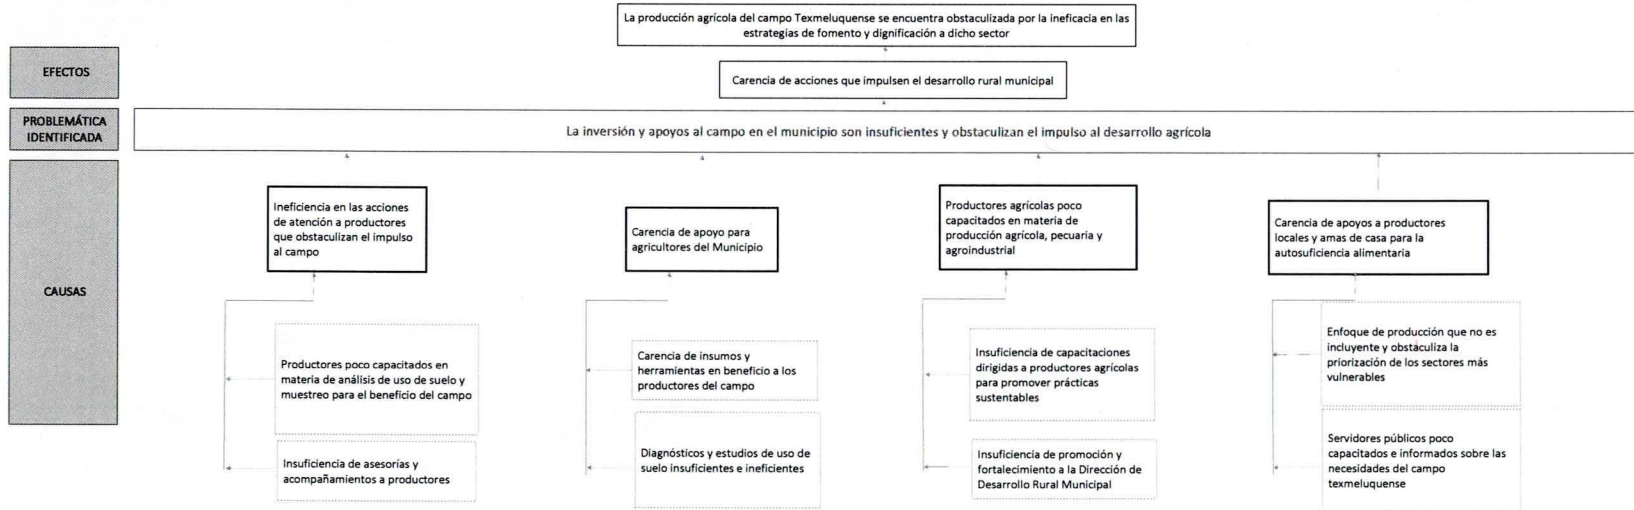 La producción agrícola del campo Texmeluquense se encuentra obstaculizada por la ineficacia en las
estrategias de fomento y dignificación a dicho sector
EFECTOS
Carencia de acciones que impulsen el desarrollo rural municipal
PROBLEMÁTICA
IDENTIFICADA
La inversión y apoyos al campo en el municipio son insuficientes y obstaculizan el impulso al desarrollo agrícola
CAUSAS
Ineficiencia en las acciones
de atención a productores
que obstaculizan el impulso
al campo
Productores poco capacitados en
materia de análisis de uso de suelo y
muestreo para el beneficio del campo
Insuficiencia de asesorías y
acompañamientos a productores
Carencia de apoyo para
agricultores del Municipio
Carencia de insumos y
herramientas en beneficio a los
productores del campo
Diagnósticos y estudios de uso de
suelo insuficientes e ineficientes
Productores agrícolas poco
capacitados en materia de
producción agrícola, pecuaria y
agroindustrial
Insuficiencia de capacitaciones
dirigidas a productores agrícolas
para promover prácticas
sustentables
Insuficiencia de promoción y
fortalecimiento a la Dirección de
Desarrollo Rural Municipal
Carencia de apoyos a productores
locales y amas de casa para la
autosuficiencia alimentaria
Enfoque de producción que no es
incluyente y obstaculiza la
priorización de los sectores más
vulnerables
Servidores públicos poco
capacitados e informados sobre las
necesidades del campo
texmeluquense